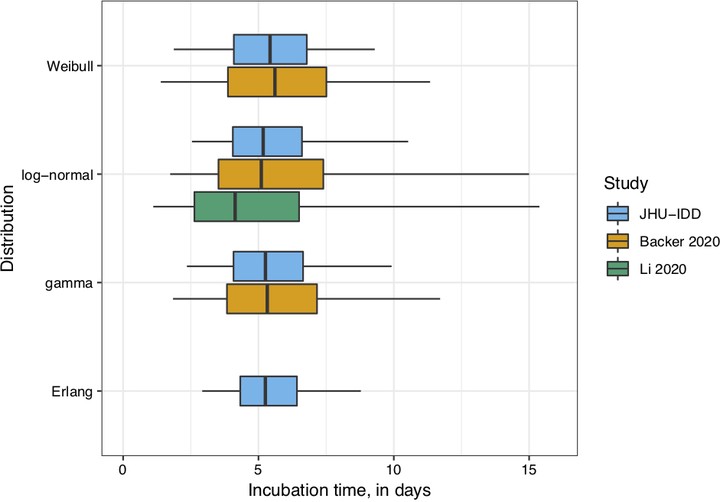 Distribution
Weibull
log−normal
gamma
Erlang
0 5 10 15
Incubation time, in days
Study
JHU−IDD
Backer 2020
Li 2020